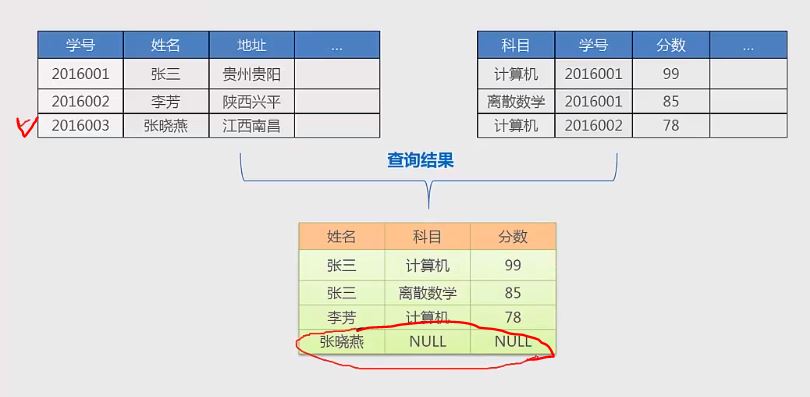 学号 姓名 地址 ...
2016001 张三 贵州贵阳
2016002 李芳 陕西兴平
2016003 张晓燕 江西南昌
科目 学号 分数 ...
计算机 2016001 99
离散数学 2016001 85
计算机 2016002 78
查询结果
姓名 科目 分数
张三 计算机 99
张三 离散数学 85
李芳 计算机 78
张晓燕 NULL NULL